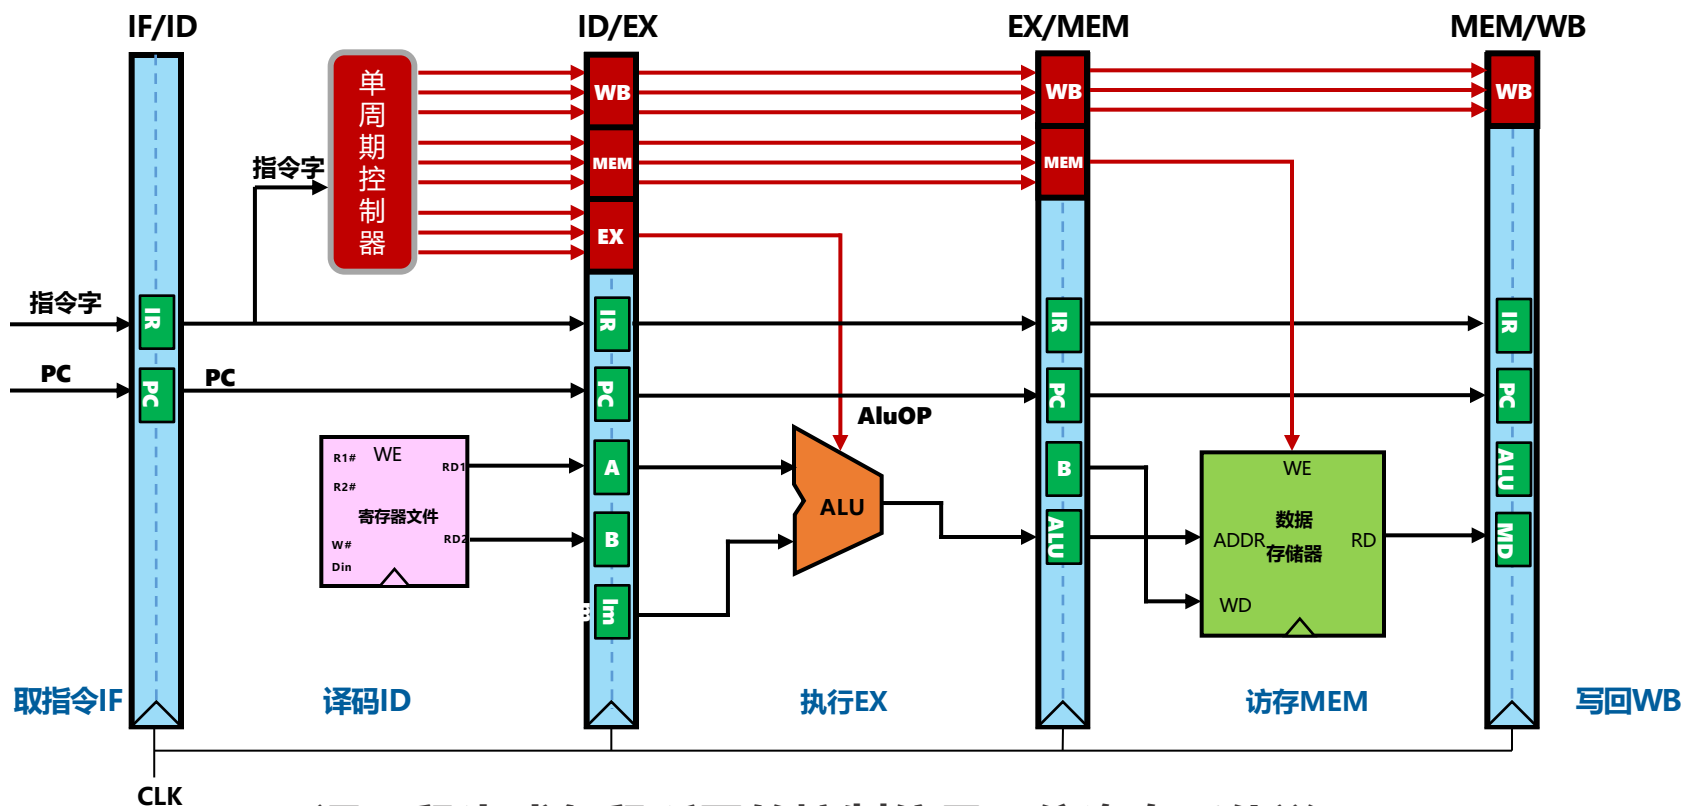 IF/ID
ID/EX
EX/MEM
MEM/WB
单周期控制器
WB
WB
WB
MEM
MEM
EX
指令字
指令字
IR
IR
IR
IR
PC
PC
PC
PC
PC
PC
AluOP
R1#
WE
RD1
R2#
寄存器文件
W#
RD2
Din
A
B
Im
ALU
B
ALU
WE
数据
存储器
ADDR
RD
WD
ALU
MD
取指令IF
译码ID
执行EX
访存MEM
写回WB
CLK